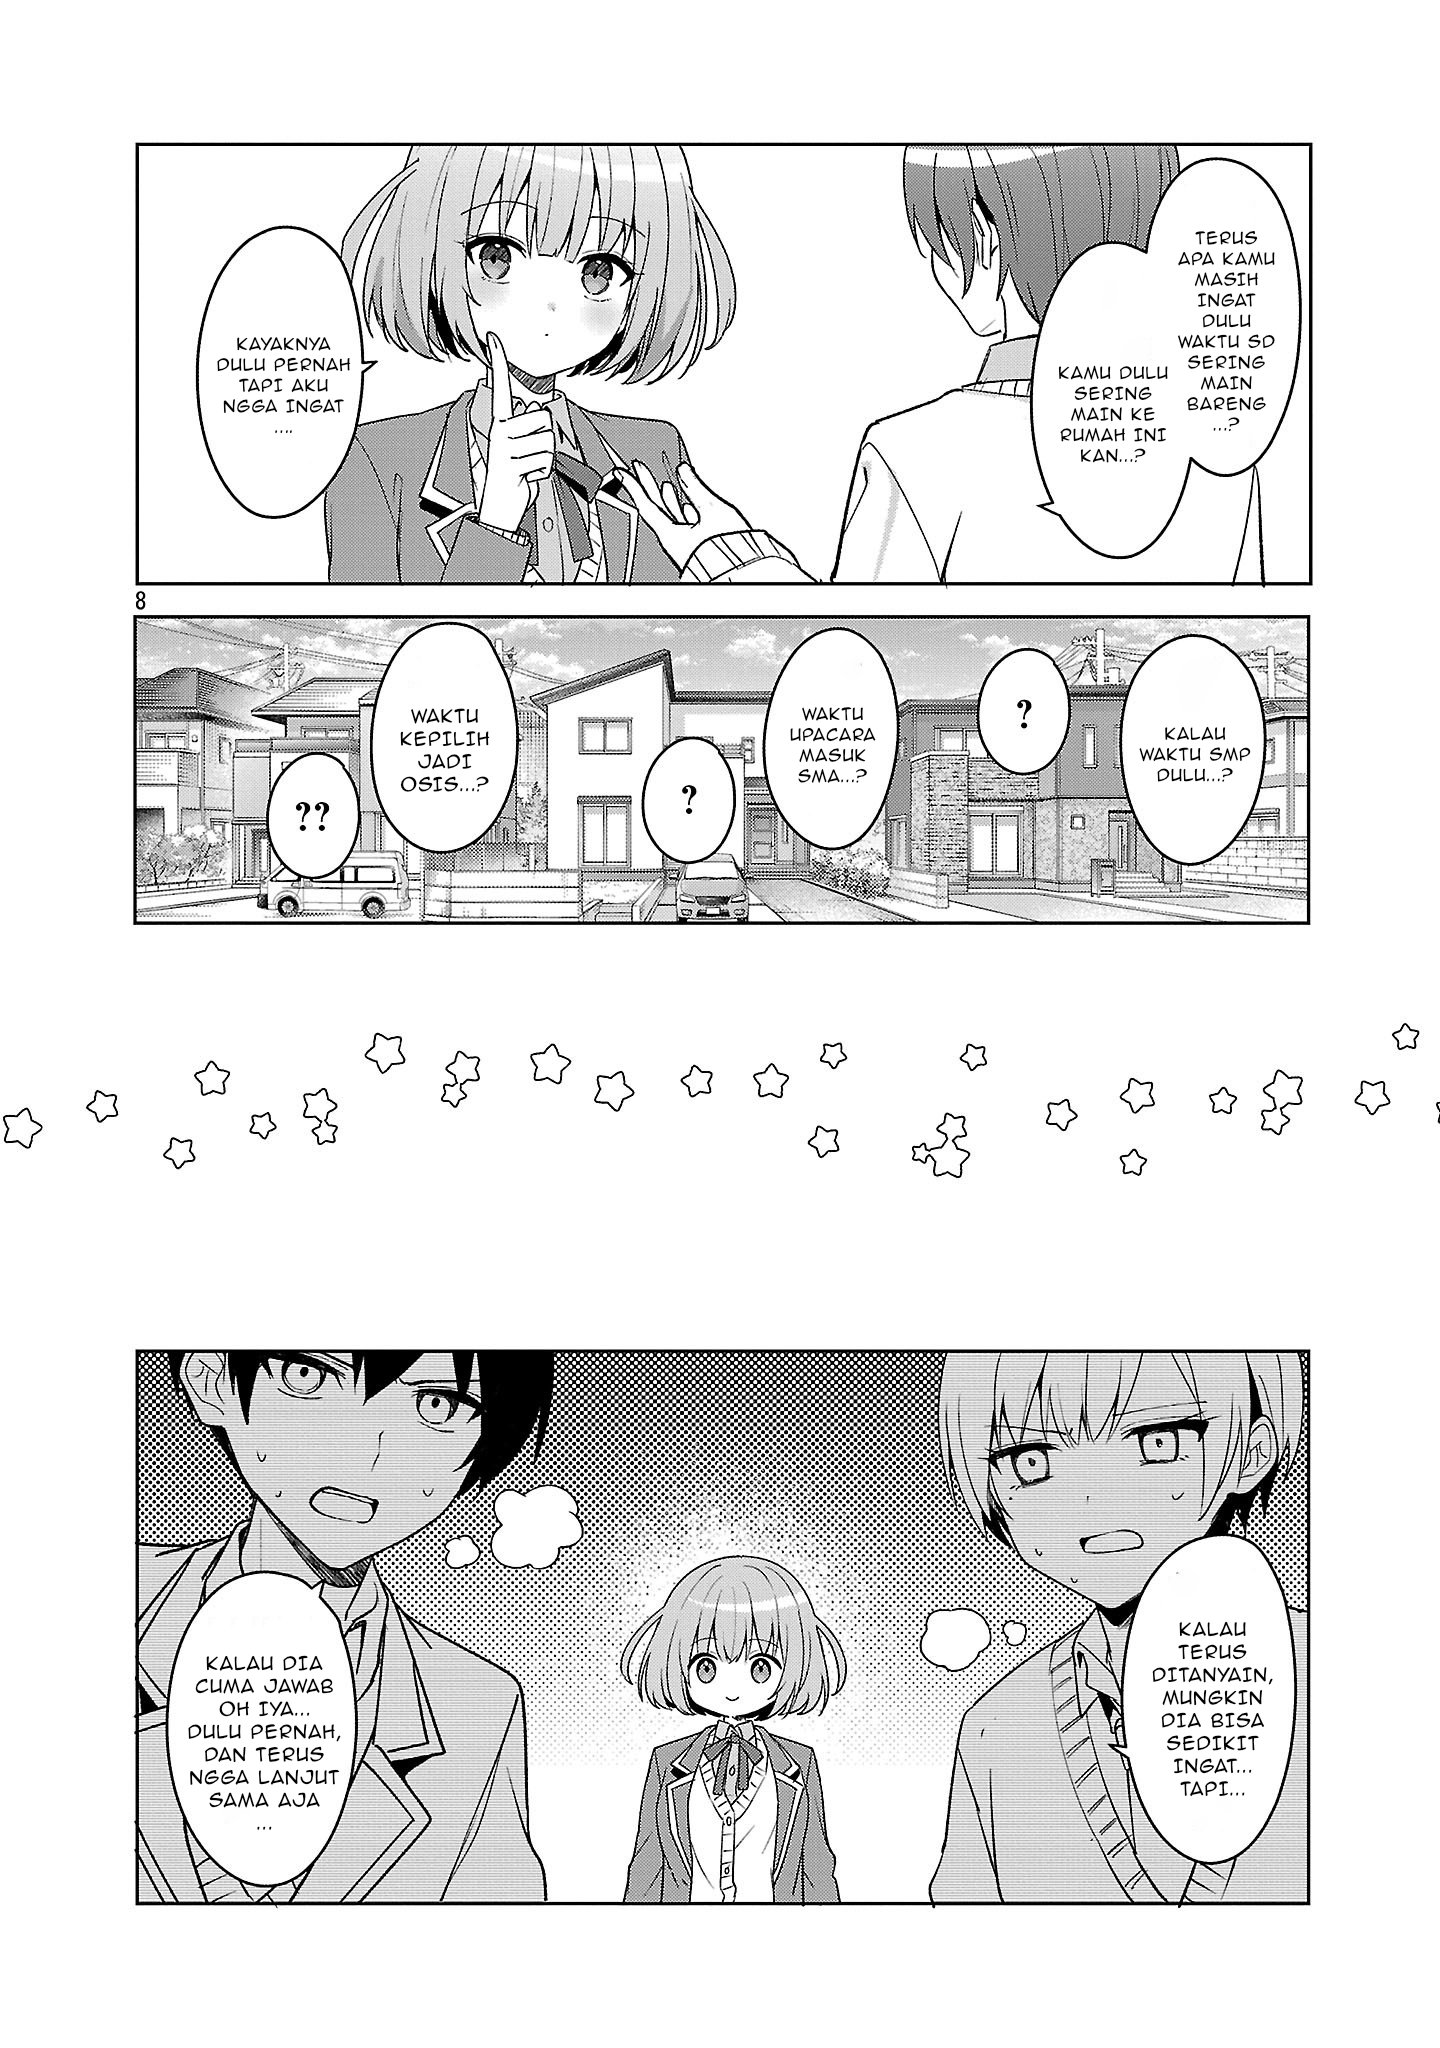 TERUS
APA KAMU
MASIH
INGAT
DULU
WAKTU SD
SERING
MAIN
BARENG
...?
KAMU DULU
SERING
MAIN KE
RUMAH INI
KAN...?
KAYAKNYA
DULU PERNAH
TAPI AKU
NGGA INGAT
....
8
KALAU
WAKTU SMP
DULU...?
?
WAKTU
UPACARA
MASUK
SMA...?
?
WAKTU
KEPILIH
JADI
OSIS...?
??
KALAU
TERUS
DITANYAIN,
MUNGKIN
DIA BISA
SEDIKIT
INGAT...
TAPI...
KALAU DIA
CUMA JAWAB
OH IYA...
DULU PERNAH,
DAN TERUS
NGGA LANJUT
SAMA AJA
...